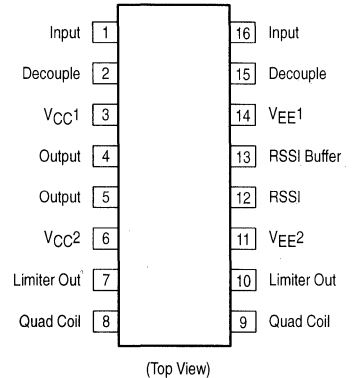 Input 1 16 Input
Decouple 2 15 Decouple
VCC1 3 14 VEE1
Output 4 13 RSSI Buffer
Output 5 12 RSSI
VCC2 6 11 VEE2
Limiter Out 7 10 Limiter Out
Quad Coil 8 9 Quad Coil
(Top View)